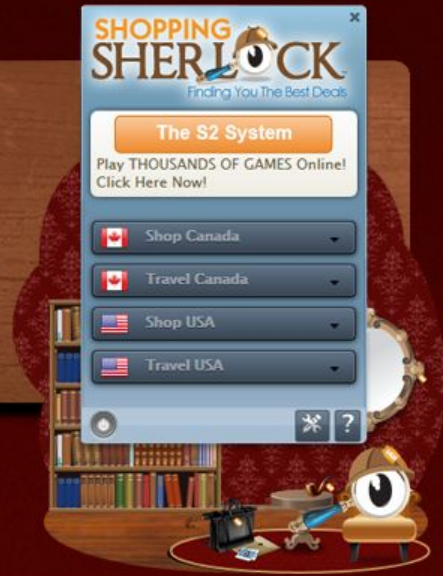 SHOPPING
SHERLOCK
Finding You The Best Deals
The S2 System
Play THOUSANDS OF GAMES Online!
Click Here Now!
Shop Canada
Travel Canada
Shop USA
Travel USA
?